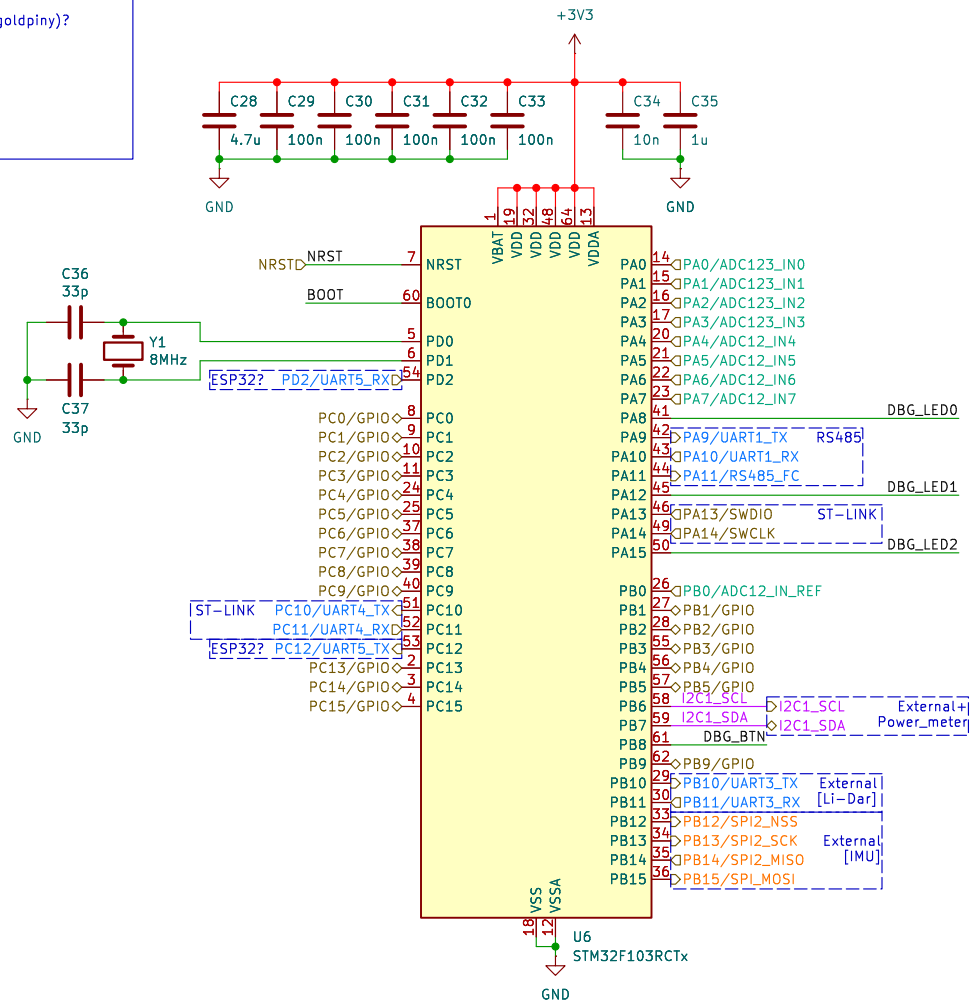 goldpiny)?
+3V3
C28
C29
C30
C31
C32
C33
C34
C35
4.7u
100n
100n
100n
100n
100n
10n
1u
GND
GND
1
19
32
48
64
13
VBAT
VDD
VDD
VDD
VDD
VDDA
NRST
NRST
7
NRST
BOOT
60
BOOT0
C36
33p
Y1
8MHz
C37
33p
GND
5
PD0
6
PD1
ESP32?
PD2/UART5_RX
54
PD2
PC0/GPIO
8
PC0
PC1/GPIO
9
PC1
PC2/GPIO
10
PC2
PC3/GPIO
11
PC3
PC4/GPIO
24
PC4
PC5/GPIO
25
PC5
PC6/GPIO
37
PC6
PC7/GPIO
38
PC7
PC8/GPIO
39
PC8
PC9/GPIO
40
PC9
ST-LINK
PC10/UART4_TX
51
PC10
PC11/UART4_RX
52
PC11
ESP32?
PC12/UART5_TX
53
PC12
PC13/GPIO
2
PC13
PC14/GPIO
3
PC14
PC15/GPIO
4
PC15
PA0
14
PA0/ADC123_IN0
PA1
15
PA1/ADC123_IN1
PA2
16
PA2/ADC123_IN2
PA3
17
PA3/ADC123_IN3
PA4
20
PA4/ADC12_IN4
PA5
21
PA5/ADC12_IN5
PA6
22
PA6/ADC12_IN6
PA7
23
PA7/ADC12_IN7
PA8
41
DBG_LED0
PA9
42
PA9/UART1_TX
RS485
PA10
43
PA10/UART1_RX
PA11
44
PA11/RS485_FC
PA12
45
DBG_LED1
PA13
46
PA13/SWDIO
ST-LINK
PA14
49
PA14/SWCLK
PA15
50
DBG_LED2
PB0
26
PB0/ADC12_IN_REF
PB1
27
PB1/GPIO
PB2
28
PB2/GPIO
PB3
55
PB3/GPIO
PB4
56
PB4/GPIO
PB5
57
PB5/GPIO
PB6
58
I2C1_SCL
I2C1_SCL
External+
Power_meter
PB7
59
I2C1_SDA
I2C1_SDA
PB8
61
DBG_BTN
PB9
62
PB9/GPIO
PB10
29
PB10/UART3_TX
External
[Li-Dar]
PB11
30
PB11/UART3_RX
PB12
33
PB12/SPI2_NSS
PB13
34
PB13/SPI2_SCK
External
[IMU]
PB14
35
PB14/SPI2_MISO
PB15
36
PB15/SPI_MOSI
VSS
VSSA
18
12
U6
STM32F103RCTx
GND